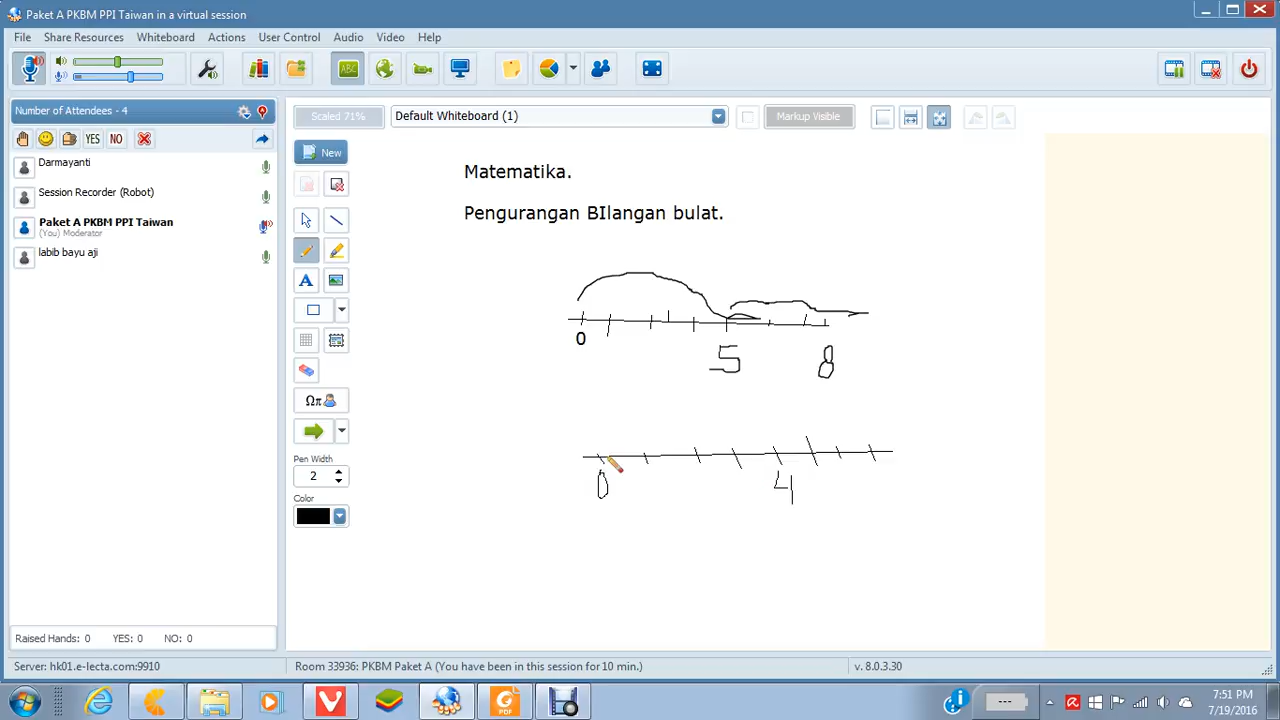 Paket A PKBM PPI Taiwan in a virtual session
File Share Resources Whiteboard Actions User Control Audio Video Help
ABC
Number of Attendees - 4
YES NO
Darmayanti
Session Recorder (Robot)
Paket A PKBM PPI Taiwan
(You) Moderator
labib bayu aji
Scaled 71% Default Whiteboard (1) Markup Visible
New
A
Ωπ
Pen Width
2
Color
Matematika.
Pengurangan BIlangan bulat.
0 5 8
0 4
Raised Hands: 0 YES: 0 NO: 0
Server: hk01.e-lecta.com:9910 Room 33936: PKBM Paket A (You have been in this session for 10 min.) v. 8.0.3.30
PDF
---
7:51 PM
7/19/2016